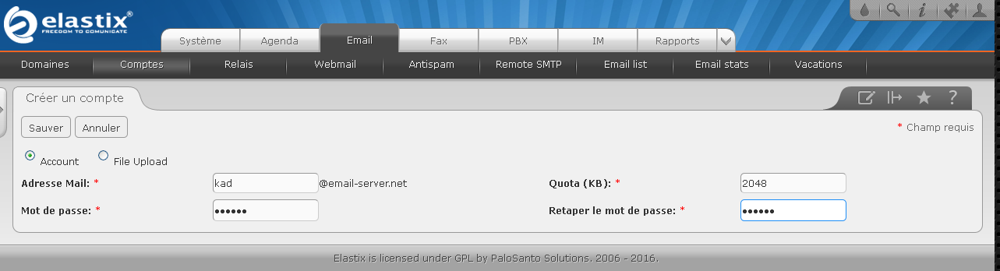 elastix
FREEDOM TO COMUNICATE
Système Agenda Email Fax PBX IM Rapports
Domaines Comptes Relais Webmail Antispam Remote SMTP Email list Email stats Vacations
Créer un compte
Sauver Annuler * Champ requis
Account File Upload
Adresse Mail: * kad @email-server.net Quota (KB): * 2048
Mot de passe: * •••••• Retaper le mot de passe: * ••••••
Elastix is licensed under GPL by PaloSanto Solutions. 2006 - 2016.